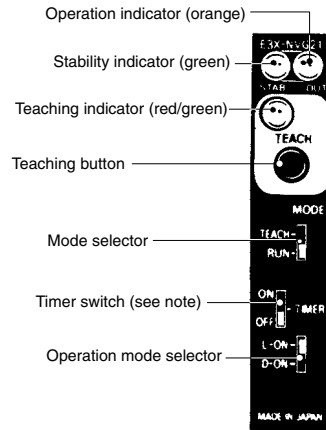 Operation indicator (orange)
E3X-NVG21
Stability indicator (green)
STAB OUT
Teaching indicator (red/green)
TEACH
Teaching button
MODE
TEACH
RUN
Mode selector
ON
Timer switch (see note)
TIMER
OFF
L-ON
Operation mode selector
D-ON
MADE IN JAPAN